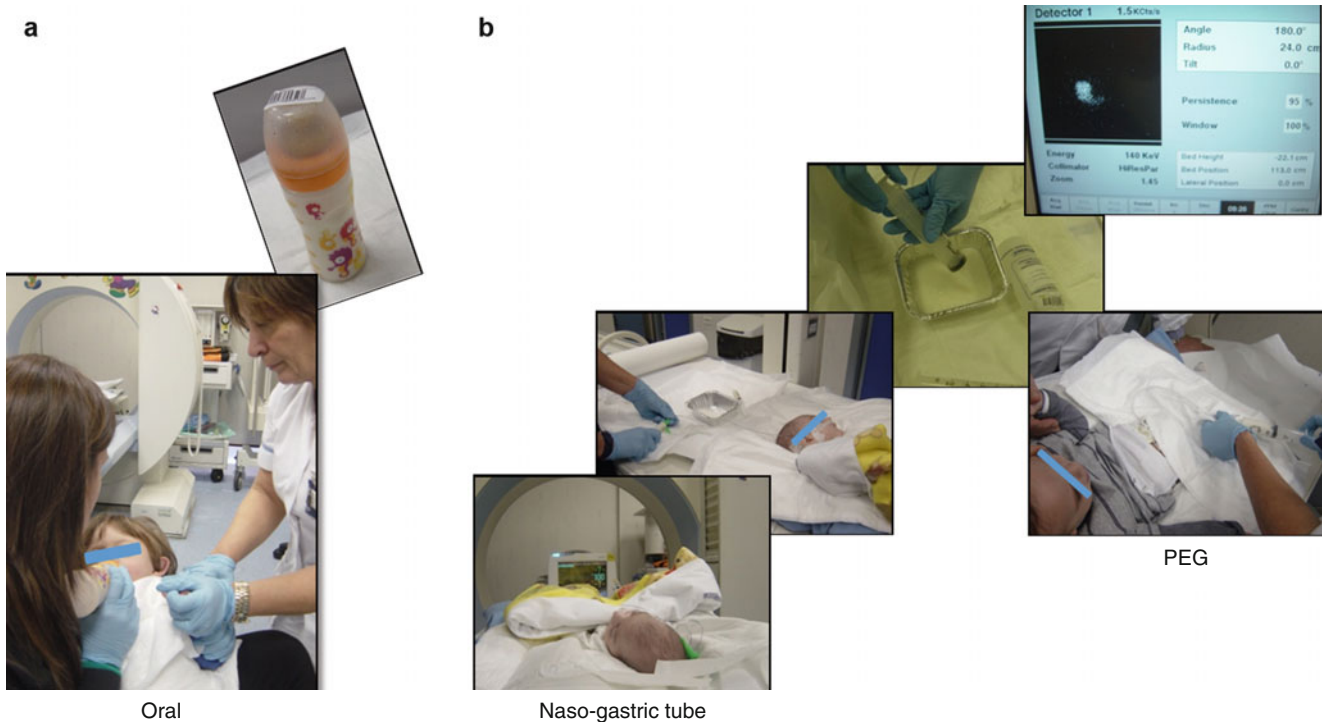 a
b
Detector 1 1.5 KCts/s
Angle 180.0°
Radius 24.0 cm
Tilt 0.0°
Persistence 95 %
Window 100 %
Energy 140 KeV
Collimator HiResPar
Zoom 1.45
Bed Height -22.1 cm
Bed Position 113.0 cm
Lateral Position 0.0 cm
PEG
Oral
Naso-gastric tube